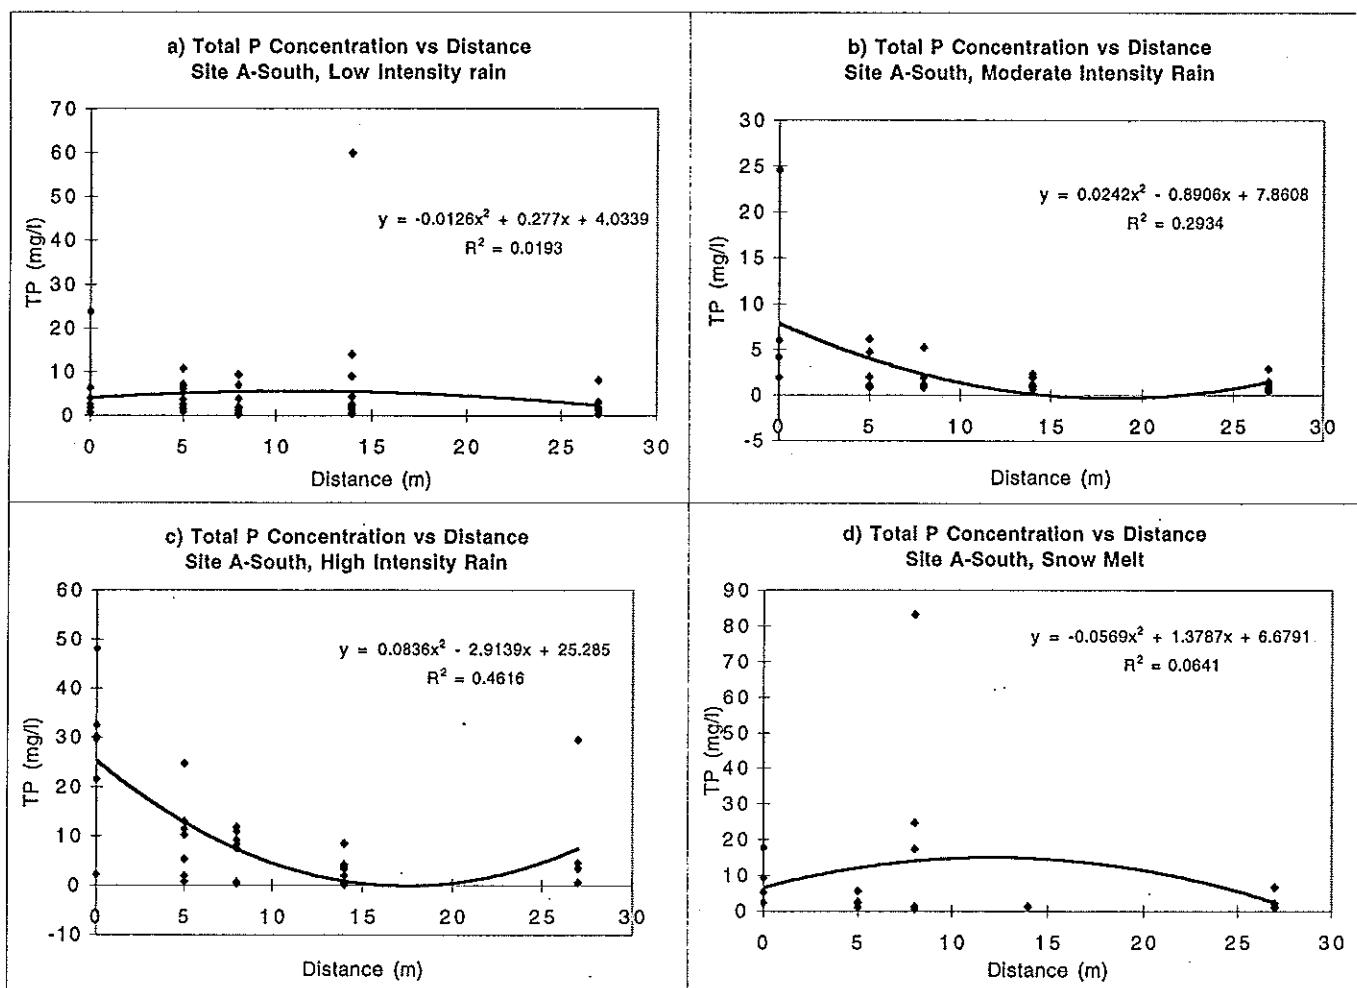 a) Total P Concentration vs Distance
Site A-South, Low Intensity rain
70
60
50
40
30
20
10
0
TP (mg/l)
y = -0.0126x² + 0.277x + 4.0339
R² = 0.0193
0 5 10 15 20 25 30
Distance (m)
b) Total P Concentration vs Distance
Site A-South, Moderate Intensity Rain
30
25
20
15
10
5
0
-5
TP (mg/l)
y = 0.0242x² - 0.8906x + 7.8608
R² = 0.2934
0 5 10 15 20 25 30
Distance (m)
c) Total P Concentration vs Distance
Site A-South, High Intensity Rain
60
50
40
30
20
10
0
-10
TP (mg/l)
y = 0.0836x² - 2.9139x + 25.285
R² = 0.4616
0 5 10 15 20 25 30
Distance (m)
d) Total P Concentration vs Distance
Site A-South, Snow Melt
90
80
70
60
50
40
30
20
10
0
TP (mg/l)
y = -0.0569x² + 1.3787x + 6.6791
R² = 0.0641
0 5 10 15 20 25 30
Distance (m)